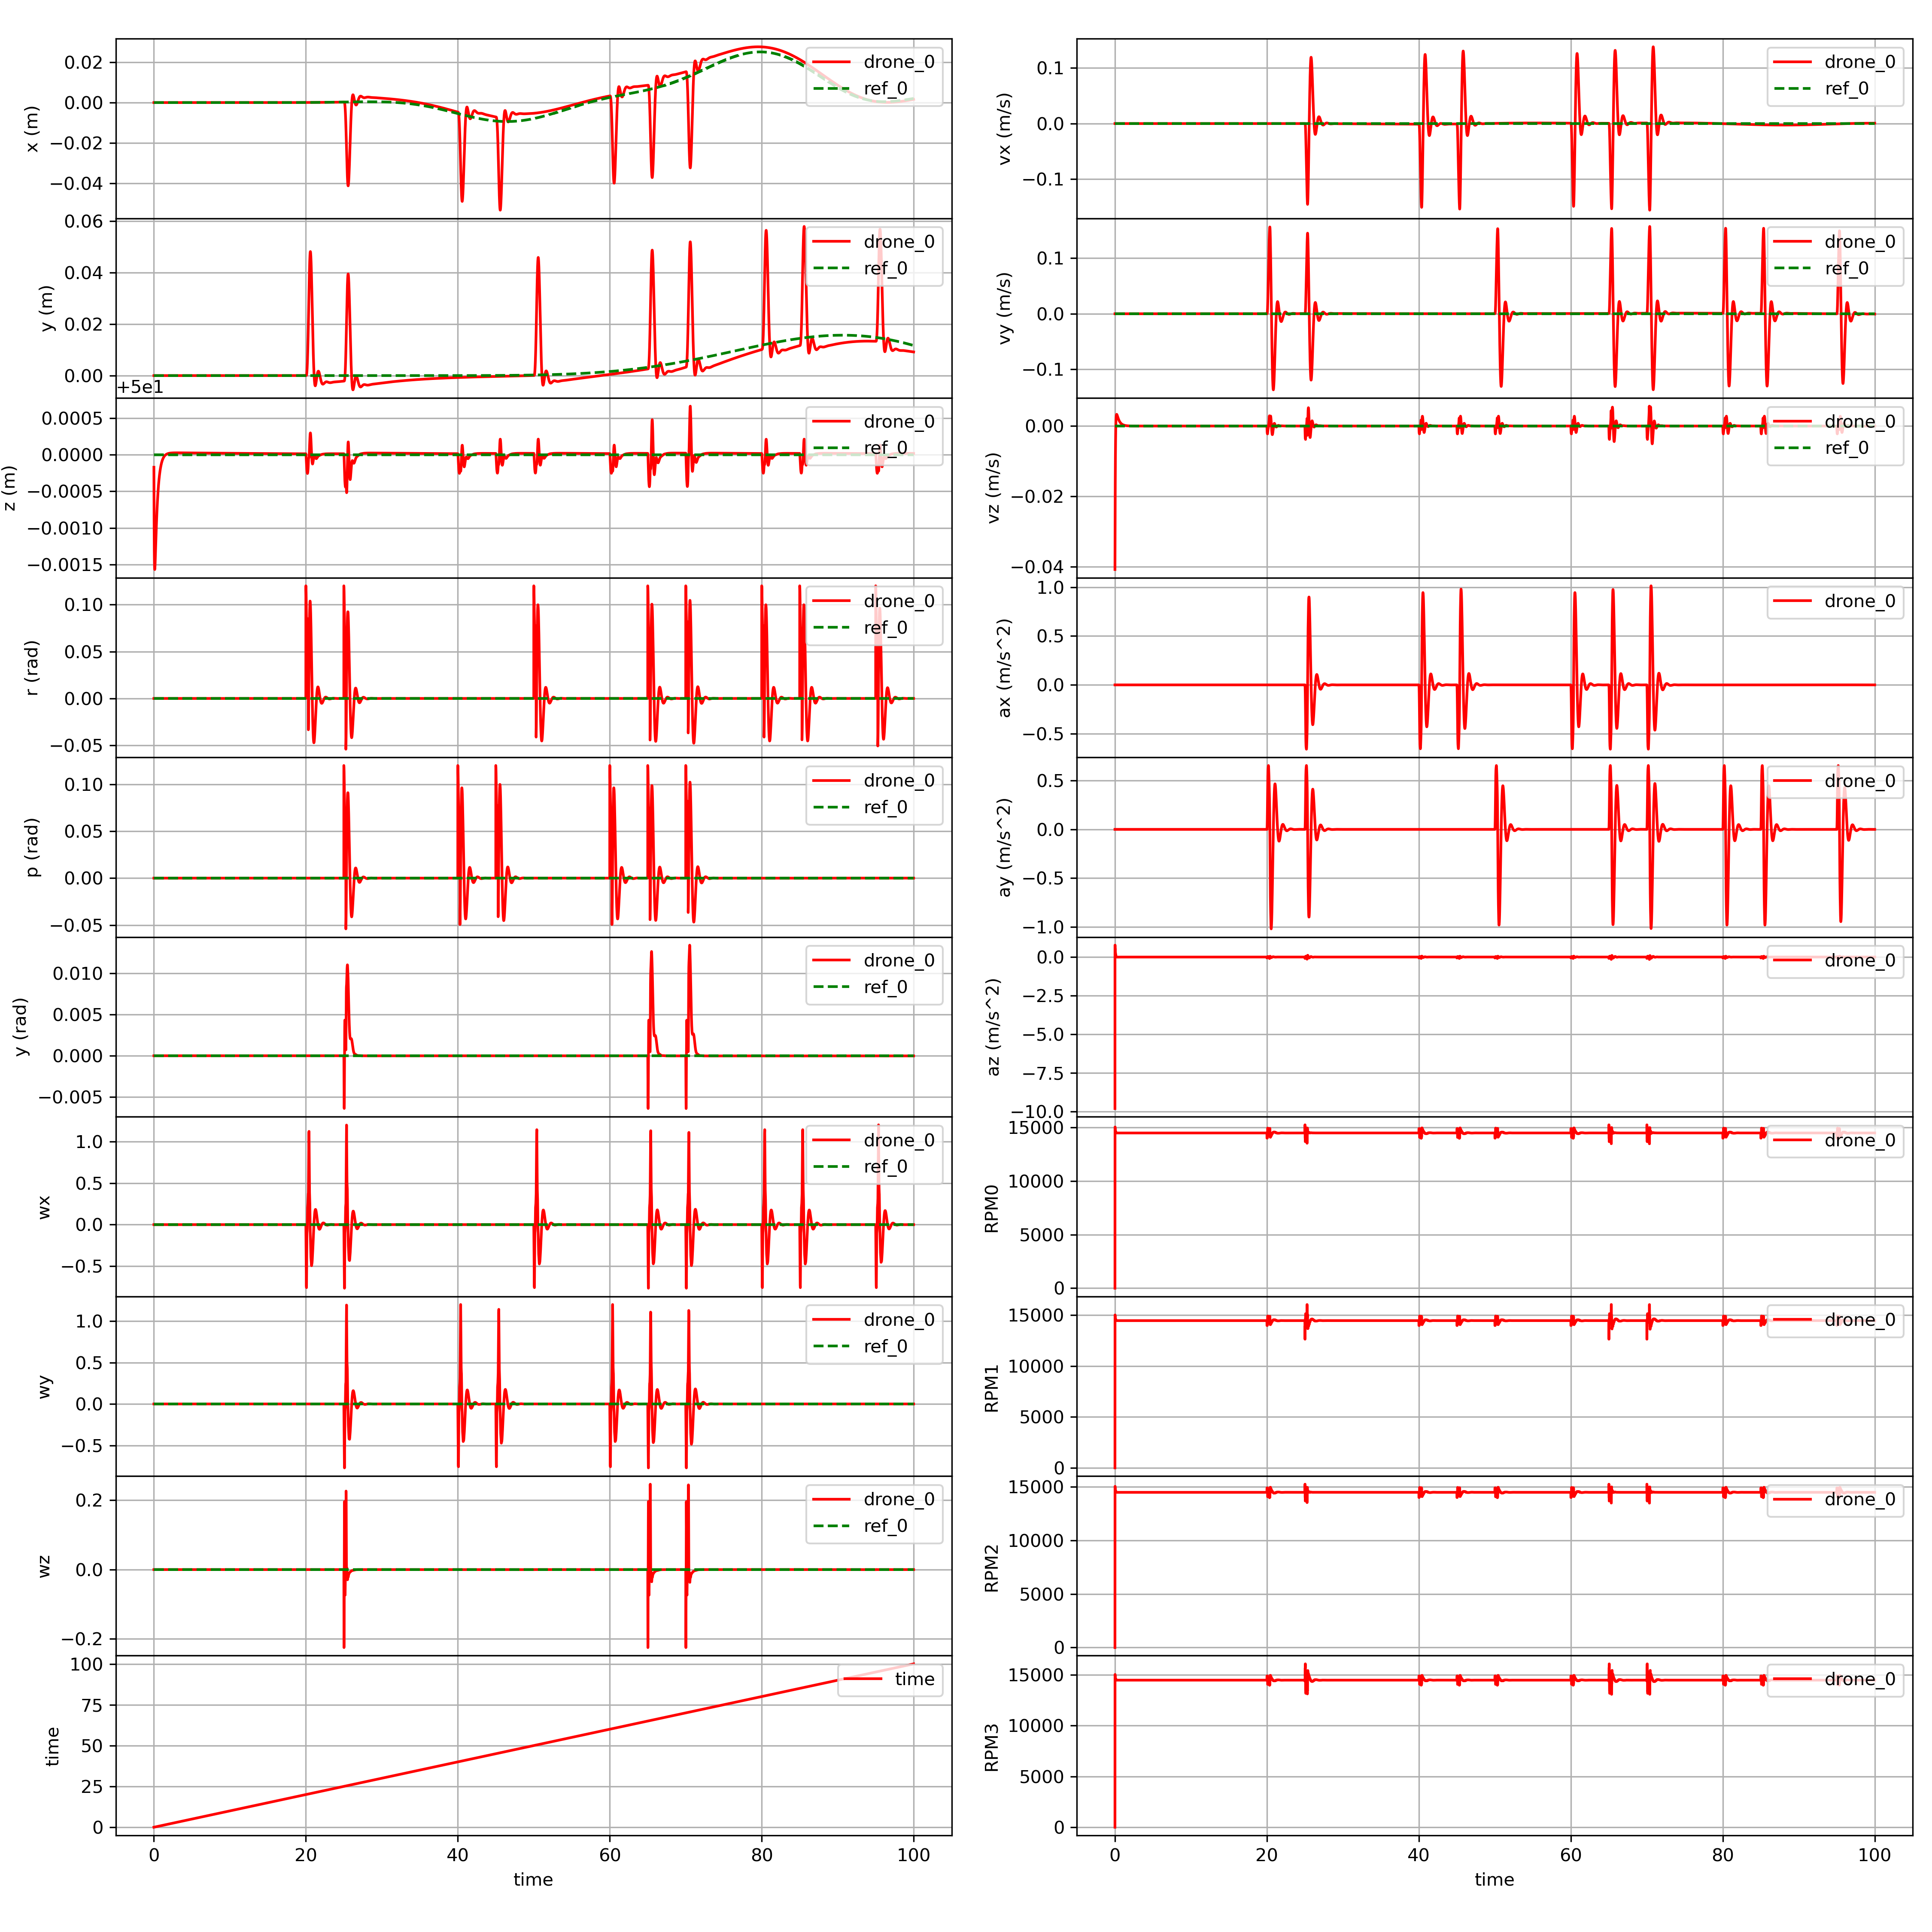 0.02
0.00
−0.02
−0.04
x (m)
drone_0
ref_0
0.06
0.04
0.02
0.00
y (m)
drone_0
ref_0
+5e1
0.0005
0.0000
−0.0005
−0.0010
−0.0015
z (m)
drone_0
ref_0
0.10
0.05
0.00
−0.05
r (rad)
drone_0
ref_0
0.10
0.05
0.00
−0.05
p (rad)
drone_0
ref_0
0.010
0.005
0.000
−0.005
y (rad)
drone_0
ref_0
1.0
0.5
0.0
−0.5
wx
drone_0
ref_0
1.0
0.5
0.0
−0.5
wy
drone_0
ref_0
0.2
0.0
−0.2
wz
drone_0
ref_0
100
75
50
25
0
time
time
0 20 40 60 80 100
time
0.1
0.0
−0.1
vx (m/s)
drone_0
ref_0
0.1
0.0
−0.1
vy (m/s)
drone_0
ref_0
0.00
−0.02
−0.04
vz (m/s)
drone_0
ref_0
1.0
0.5
0.0
−0.5
ax (m/s^2)
drone_0
0.5
0.0
−0.5
−1.0
ay (m/s^2)
drone_0
0.0
−2.5
−5.0
−7.5
−10.0
az (m/s^2)
drone_0
15000
10000
5000
0
RPM0
drone_0
15000
10000
5000
0
RPM1
drone_0
15000
10000
5000
0
RPM2
drone_0
15000
10000
5000
0
RPM3
drone_0
0 20 40 60 80 100
time